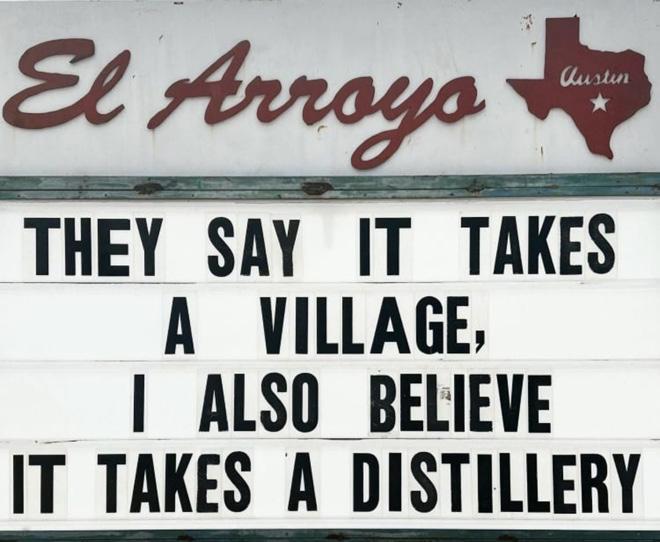 El Arroyo
Austin
THEY SAY IT TAKES
A VILLAGE,
I ALSO BELIEVE
IT TAKES A DISTILLERY